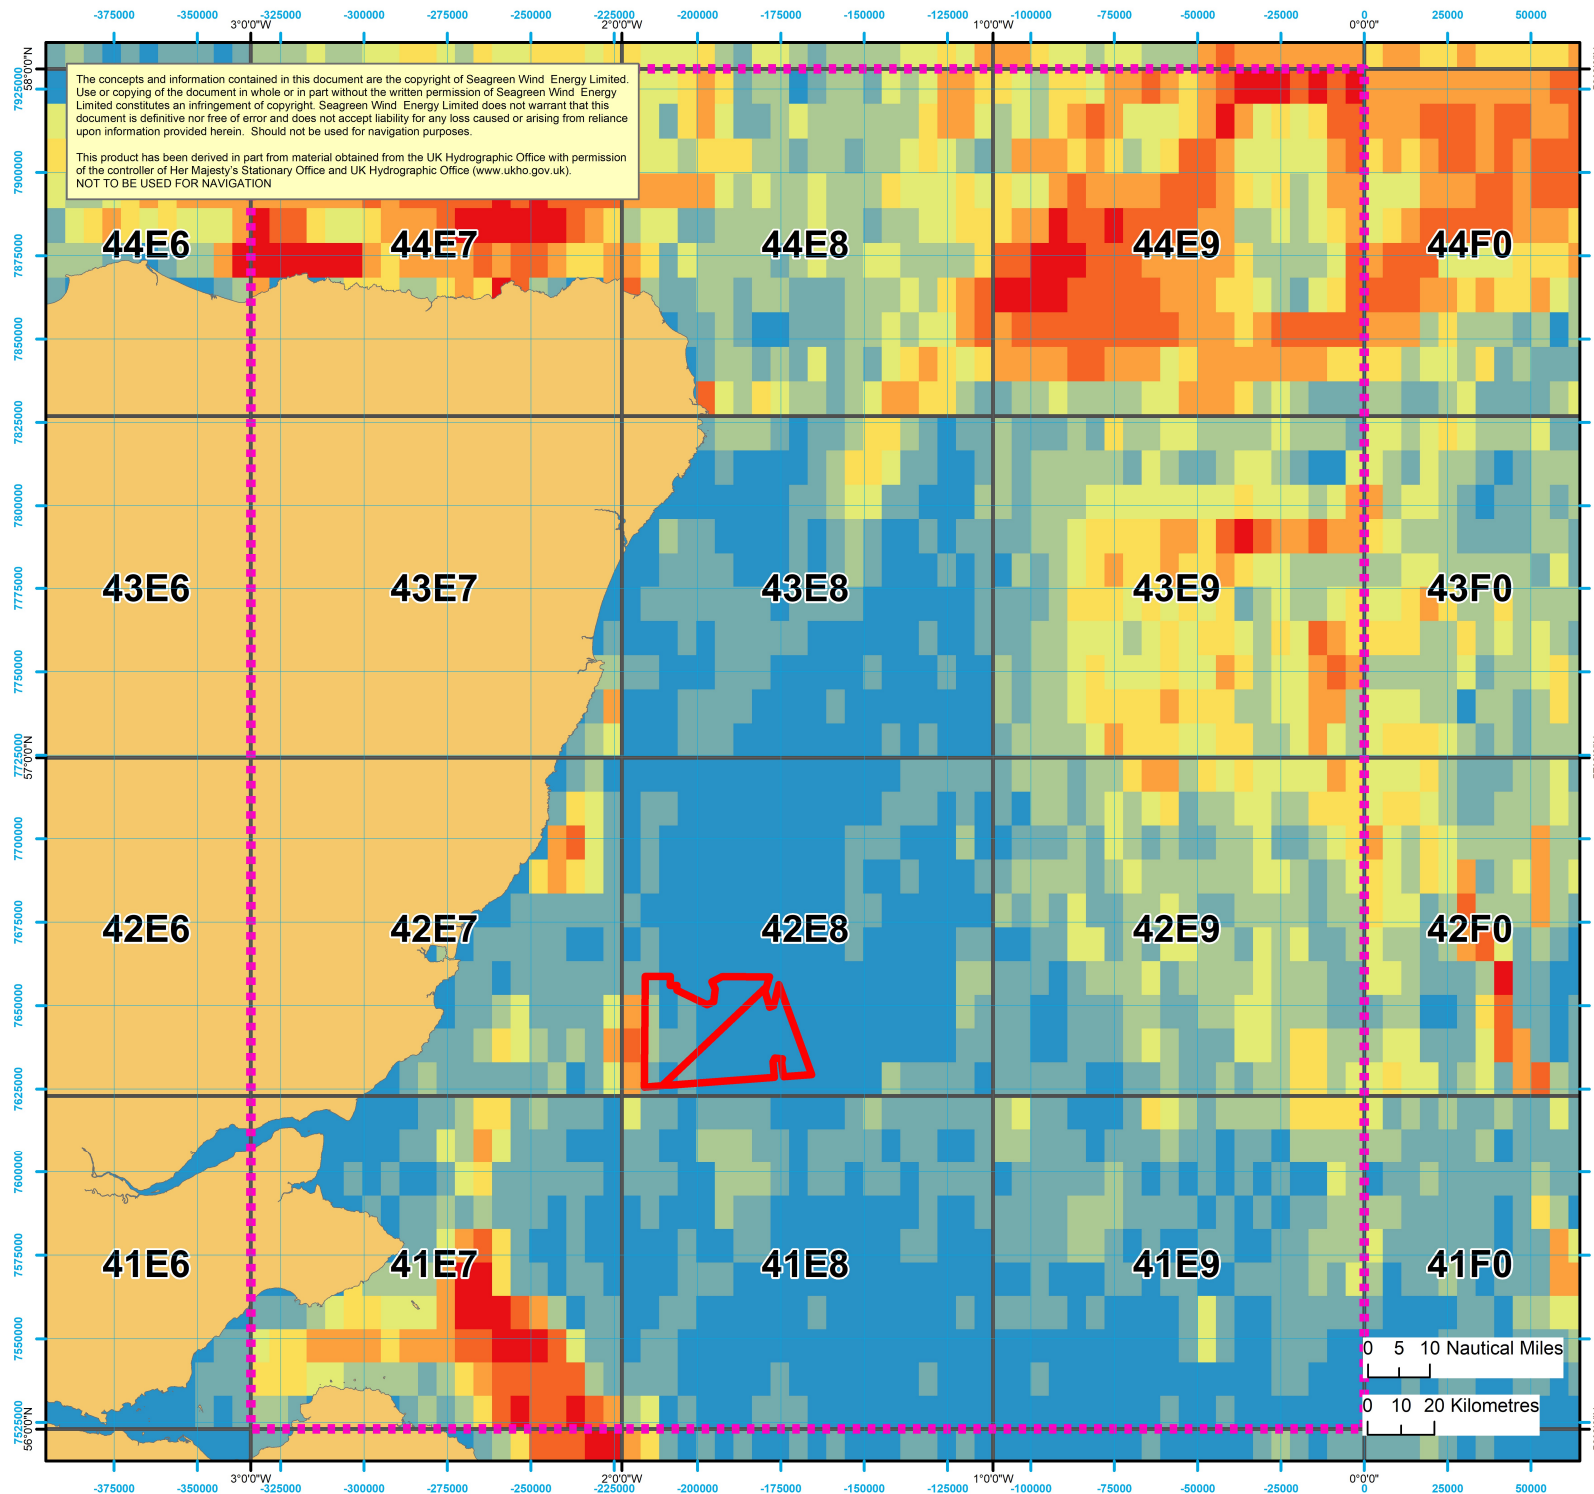 -375000 -350000 -325000 -300000 -275000 -250000 -225000 -200000 -175000 -150000 -125000 -100000 -75000 -50000 -25000 0 25000 50000
3°0'0"W 2°0'0"W 1°0'0"W 0°0'0"
58°0'0"N
7925000
7900000
7875000
7850000
7825000
7800000
7775000
7750000
7725000
57°0'0"N
7700000
7675000
7650000
7625000
7600000
7575000
7550000
7525000
56°0'0"N
The concepts and information contained in this document are the copyright of Seagreen Wind Energy Limited.
Use or copying of the document in whole or in part without the written permission of Seagreen Wind Energy
Limited constitutes an infringement of copyright. Seagreen Wind Energy Limited does not warrant that this
document is definitive nor free of error and does not accept liability for any loss caused or arising from reliance
upon information provided herein. Should not be used for navigation purposes.
This product has been derived in part from material obtained from the UK Hydrographic Office with permission
of the controller of Her Majesty's Stationary Office and UK Hydrographic Office (www.ukho.gov.uk).
NOT TO BE USED FOR NAVIGATION
44E6 44E7 44E8 44E9 44F0
43E6 43E7 43E8 43E9 43F0
42E6 42E7 42E8 42E9 42F0
41E6 41E7 41E8 41E9 41F0
0 5 10 Nautical Miles
0 10 20 Kilometres
3°0'0"W 2°0'0"W 1°0'0"W 0°0'0"
-375000 -350000 -325000 -300000 -275000 -250000 -225000 -200000 -175000 -150000 -125000 -100000 -75000 -50000 -25000 0 25000 50000